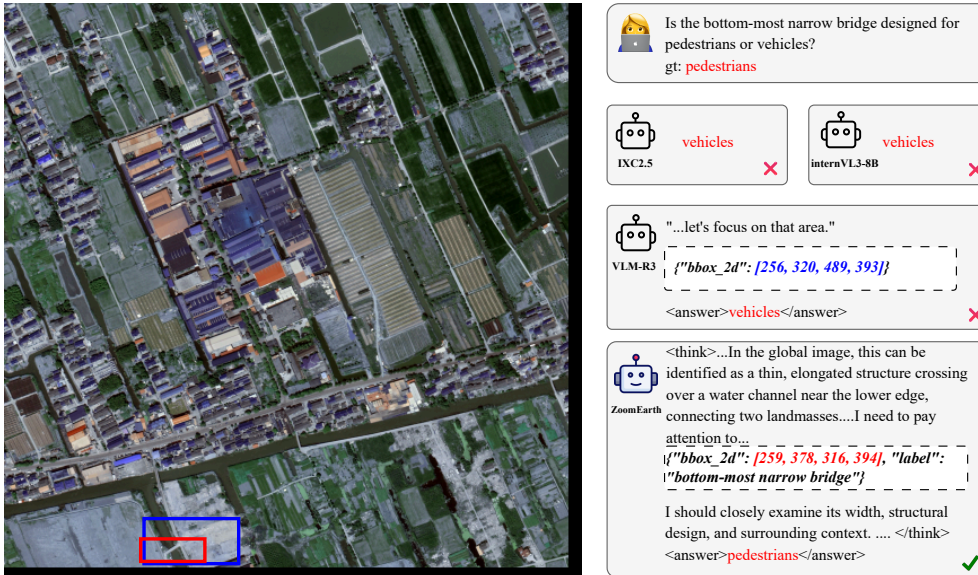 Is the bottom-most narrow bridge designed for
pedestrians or vehicles?
gt: pedestrians
IXC2.5
vehicles
internVL3-8B
vehicles
"...let's focus on that area."
VLM-R3
{"bbox_2d": [256, 320, 489, 393]}
<answer>vehicles</answer>
<think>...In the global image, this can be
identified as a thin, elongated structure crossing
over a water channel near the lower edge,
connecting two landmasses....I need to pay
attention to...
ZoomEarth
{"bbox_2d": [259, 378, 316, 394], "label":
"bottom-most narrow bridge"}
I should closely examine its width, structural
design, and surrounding context. .... </think>
<answer>pedestrians</answer>